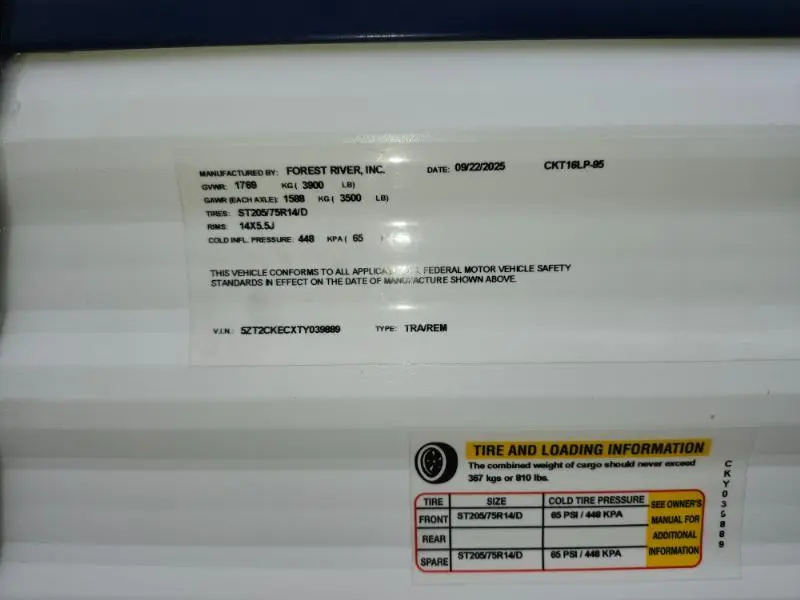 MANUFACTURED BY: FOREST RIVER, INC. DATE: 09/22/2025 CKT16LP-95
GVWR: 1769 KG ( 3900 LB)
GAWR (EACH AXLE): 1588 KG ( 3500 LB)
TIRES: ST205/75R14/D
RIMS: 14X5.5J
COLD INFL. PRESSURE: 448 KPA ( 65
THIS VEHICLE CONFORMS TO ALL FEDERAL MOTOR VEHICLE SAFETY
STANDARDS IN EFFECT ON THE DATE OF MANUFACTURE SHOWN ABOVE.
V.I.N.: 5ZT2CKECXTY039889 TYPE: TRA/REM
TIRE AND LOADING INFORMATION
The combined weight of cargo should never exceed
367 kgs or 810 lbs.
TIRE SIZE COLD TIRE PRESSURE SEE OWNER'S MANUAL FOR ADDITIONAL INFORMATION
FRONT ST205/75R14/D 65 PSI / 448 KPA
REAR
SPARE ST205/75R14/D 65 PSI / 448 KPA
CKY039889